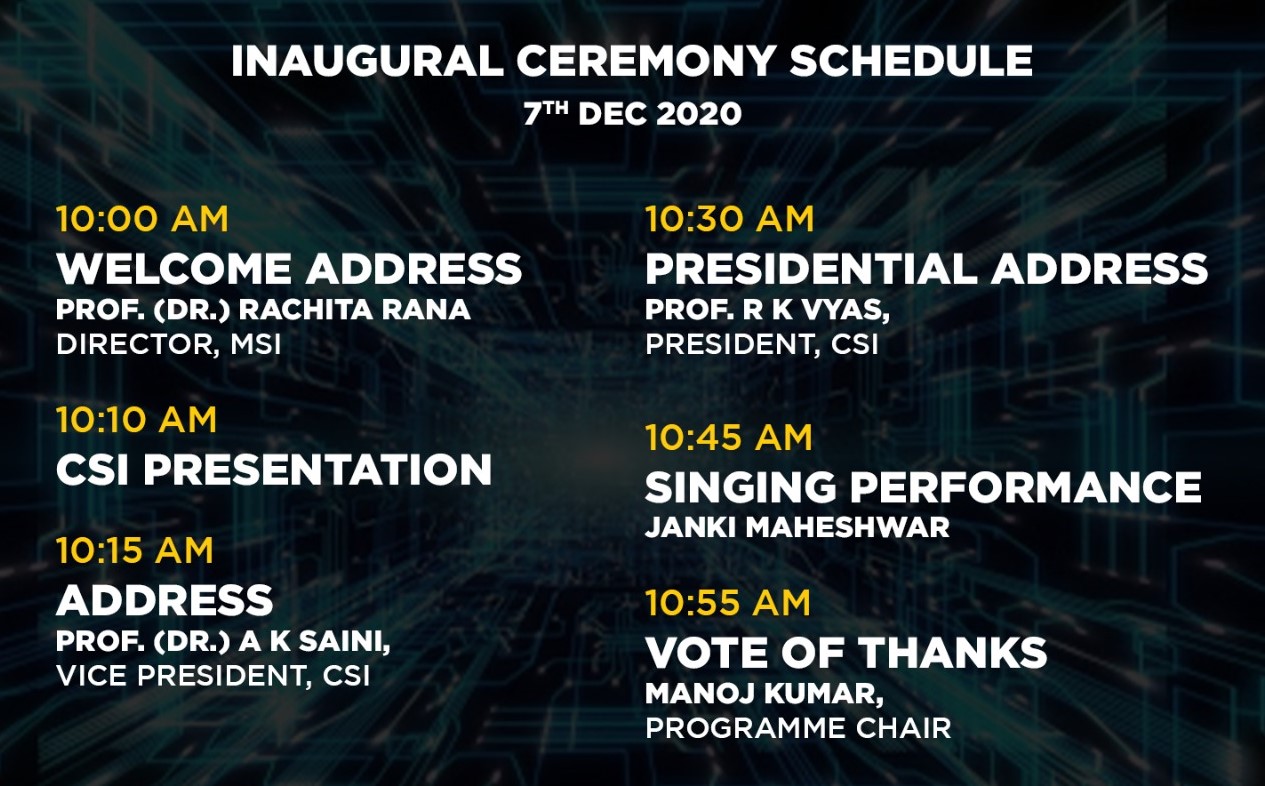 INAUGURAL CEREMONY SCHEDULE
7TH DEC 2020
10:00 AM
WELCOME ADDRESS
PROF. (DR.) RACHITA RANA
DIRECTOR, MSI
10:10 AM
CSI PRESENTATION
10:15 AM
ADDRESS
PROF. (DR.) A K SAINI,
VICE PRESIDENT, CSI
10:30 AM
PRESIDENTIAL ADDRESS
PROF. R K VYAS,
PRESIDENT, CSI
10:45 AM
SINGING PERFORMANCE
JANKI MAHESHWAR
10:55 AM
VOTE OF THANKS
MANOJ KUMAR,
PROGRAMME CHAIR